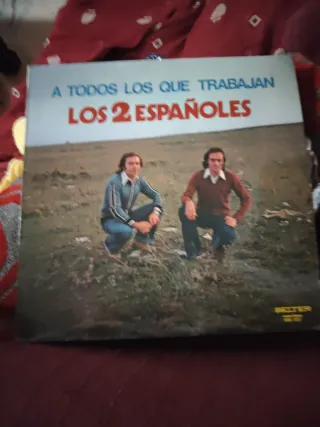 A TODOS LOS QUE TRABAJAN
LOS 2 ESPAÑOLES
BELTER